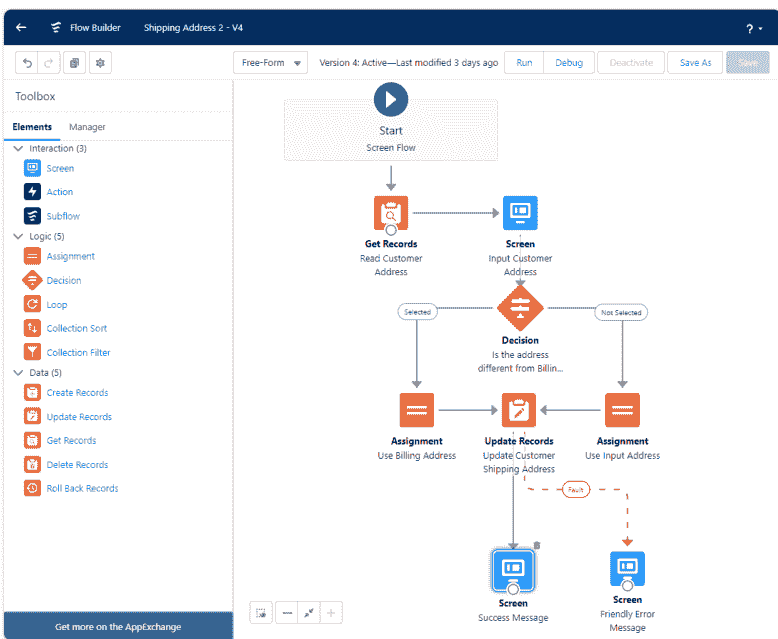 Flow Builder
Shipping Address 2 - V4
?
Free-Form
Version 4: Active—Last modified 3 days ago
Run
Debug
Deactivate
Save As
Save
Toolbox
Elements
Manager
Interaction (3)
Screen
Action
Subflow
Logic (5)
Assignment
Decision
Loop
Collection Sort
Collection Filter
Data (5)
Create Records
Update Records
Get Records
Delete Records
Roll Back Records
Get more on the AppExchange
Start
Screen Flow
Get Records
Read Customer
Address
Screen
Input Customer
Address
Selected
Not Selected
Decision
Is the address
different from Billin...
Assignment
Use Billing Address
Update Records
Update Customer
Shipping Address
Assignment
Use Input Address
Fault
Screen
Success Message
Screen
Friendly Error
Message